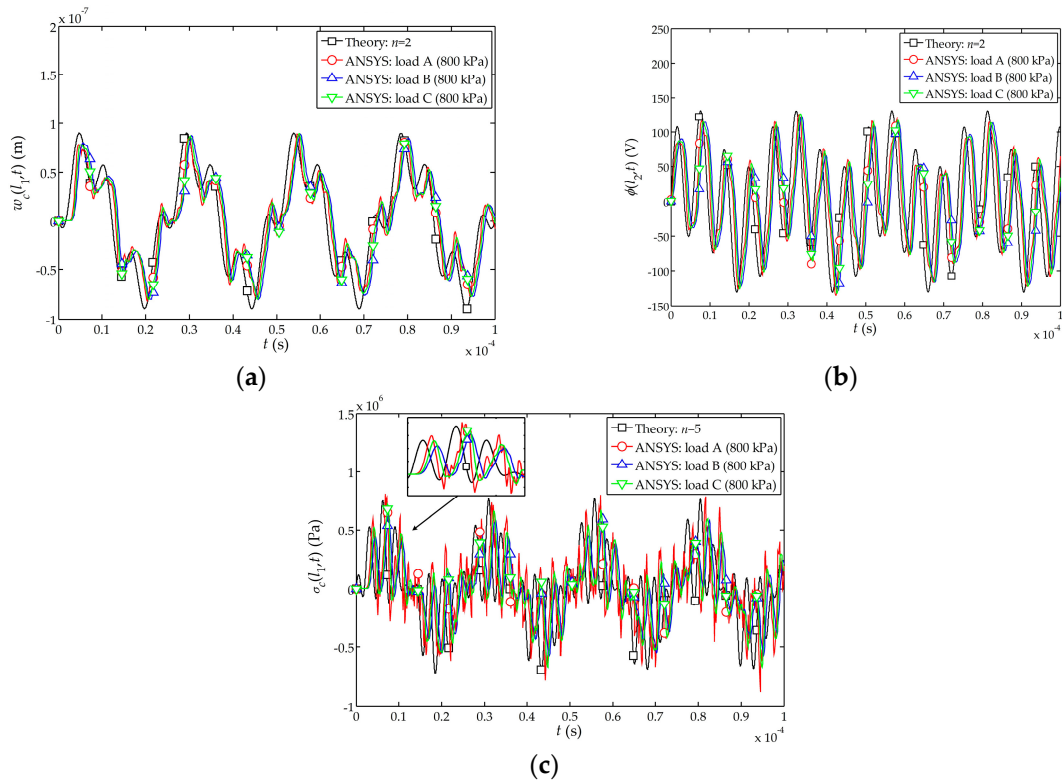 x 10⁻⁷
2
1.5
1
0.5
0
-0.5
-1
w_c(l_1,t) (m)
Theory: n=2
ANSYS: load A (800 kPa)
ANSYS: load B (800 kPa)
ANSYS: load C (800 kPa)
0 0.1 0.2 0.3 0.4 0.5 0.6 0.7 0.8 0.9 1
t (s)
x 10⁻⁴
(a)
250
200
150
100
50
0
-50
-100
-150
ϕ(l_2,t) (V)
Theory: n=2
ANSYS: load A (800 kPa)
ANSYS: load B (800 kPa)
ANSYS: load C (800 kPa)
0 0.1 0.2 0.3 0.4 0.5 0.6 0.7 0.8 0.9 1
t (s)
x 10⁻⁴
(b)
x 10⁶
1.5
1
0.5
0
-0.5
-1
σ_c(l_1,t) (Pa)
Theory: n=5
ANSYS: load A (800 kPa)
ANSYS: load B (800 kPa)
ANSYS: load C (800 kPa)
0 0.1 0.2 0.3 0.4 0.5 0.6 0.7 0.8 0.9 1
t (s)
x 10⁻⁴
(c)